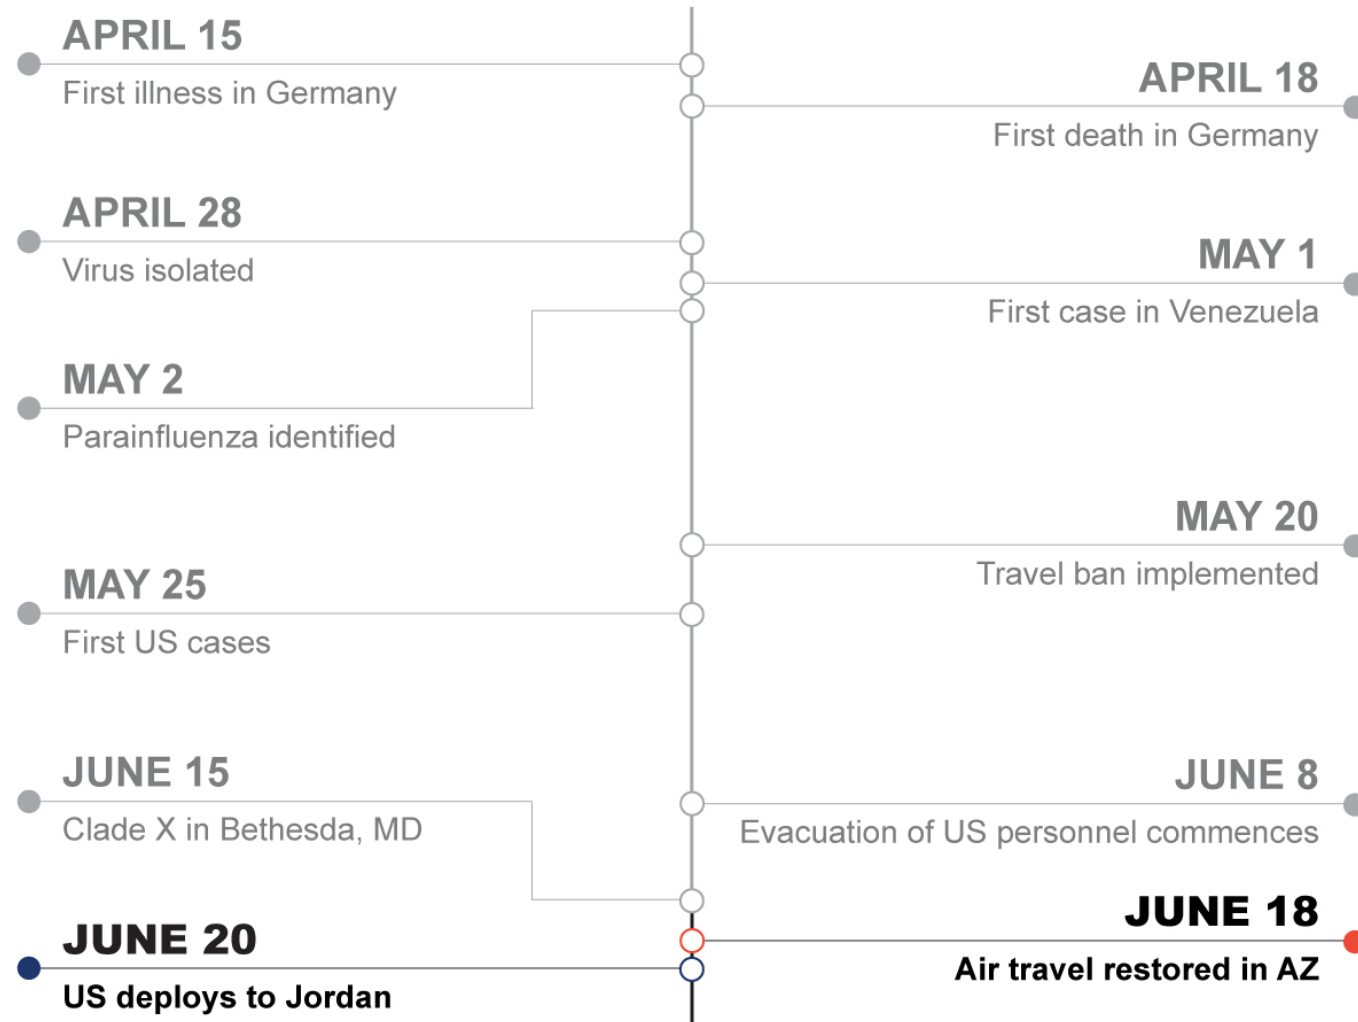 APRIL 15
First illness in Germany
APRIL 18
First death in Germany
APRIL 28
Virus isolated
MAY 1
First case in Venezuela
MAY 2
Parainfluenza identified
MAY 20
Travel ban implemented
MAY 25
First US cases
JUNE 8
Evacuation of US personnel commences
JUNE 15
Clade X in Bethesda, MD
JUNE 18
Air travel restored in AZ
JUNE 20
US deploys to Jordan